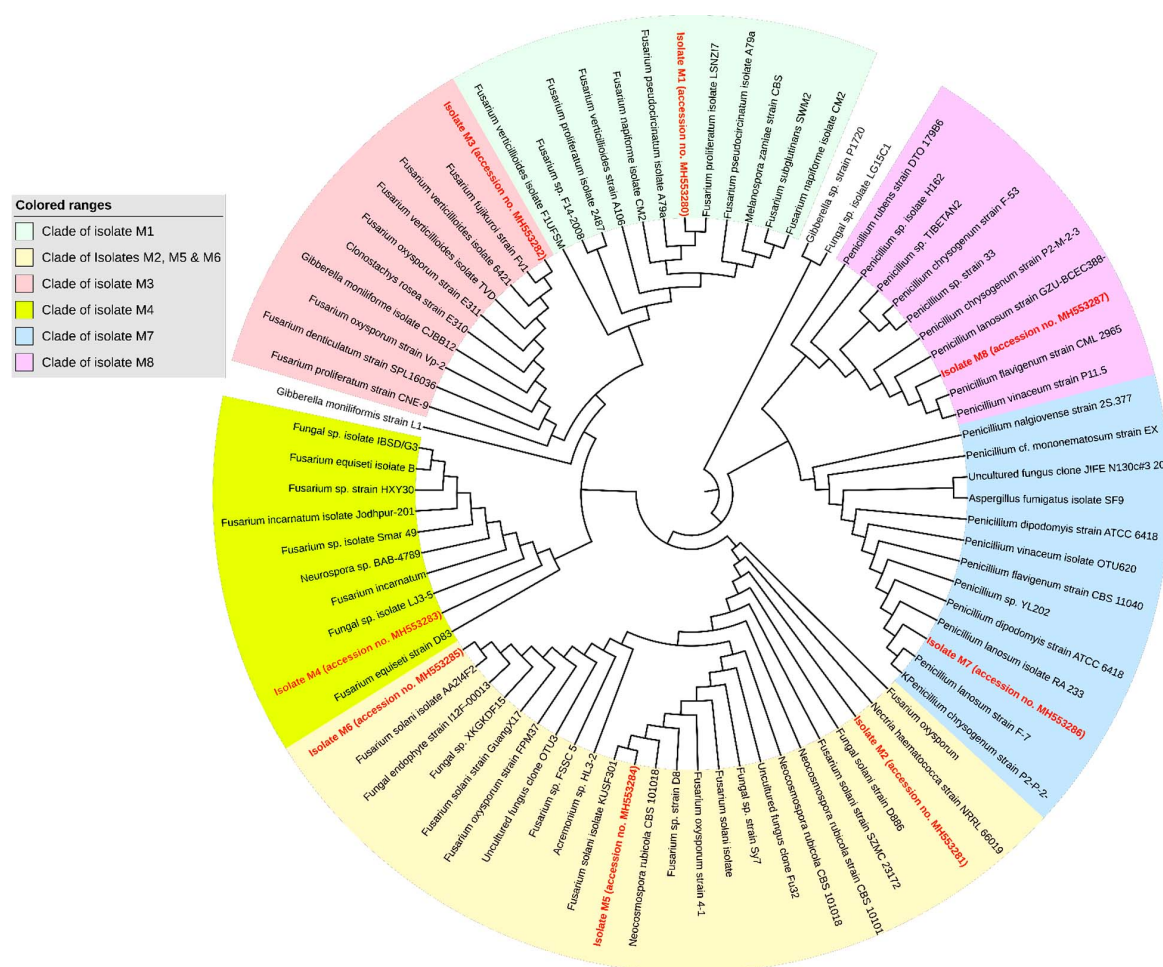 Colored ranges
Clade of isolate M1
Clade of Isolates M2, M5 & M6
Clade of isolate M3
Clade of isolate M4
Clade of isolate M7
Clade of isolate M8
Fusarium verticillioides isolate F1UFSM
Fusarium sp. F14-2008
Fusarium proliferatum isolate 2487
Fusarium verticillioides strain A106
Fusarium napiforme isolate CM2
Fusarium pseudocircinatum isolate A79a
Isolate M1 (accession no. MH553280)
Fusarium proliferatum isolate LSNZI7
Fusarium pseudocircinatum isolate A79a
Melanospora zamiae strain CBS
Fusarium subglutinans SWM2
Fusarium napiforme isolate CM2
Gibberella sp. strain P1720
Fungal sp. isolate LG15C1
Penicillium rubens strain DTO 179B6
Penicillium sp. isolate H162
Penicillium sp. TIBETAN2
Penicillium chrysogenum strain F-53
Penicillium sp. strain 33
Penicillium chrysogenum strain P2-M-2-3
Penicillium lanosum strain GZU-BCEC388-
Isolate M8 (accession no. MH553287)
Penicillium flavigenum strain CML 2965
Penicillium vinaceum strain P11.5
Penicillium nalgiovense strain 2S.377
Penicillium cf. mononematosum strain EX
Uncultured fungus clone JIFE N130c#3 20
Aspergillus fumigatus isolate SF9
Penicillium dipodomyis strain ATCC 6418
Penicillium vinaceum isolate OTU620
Penicillium flavigenum strain CBS 11040
Penicillium sp. YL202
Penicillium dipodomyis strain ATCC 6418
Penicillium lanosum isolate RA 233
Isolate M7 (accession no. MH553286)
Penicillium lanosum strain F-7
KPenicillium chrysogenum strain P2-P-2-
Fusarium oxysporum
Nectria haematococca strain NRRL 66019
Isolate M2 (accession no. MH553281)
Fungal solani strain D886
Fusarium solani strain SZMC 23172
Neocosmospora rubicola strain CBS 10101
Neocosmospora rubicola CBS 101018
Uncultured fungus clone Fu32
Fungal sp. strain Sy7
Fusarium solani isolate
Fusarium oxysporum strain 4-1
Fusarium sp. strain D8
Neocosmospora rubicola CBS 101018
Isolate M5 (accession no. MH553284)
Fusarium solani isolate KUSF301
Acremonium sp. HL3-2
Fusarium sp. FSSC 5
Uncultured fungus clone OTU3
Fusarium oxysporum strain FPM37
Fusarium solani strain GuangX17
Fungal sp. XKGKDF15
Fungal endophyte strain I12F-00013
Fusarium solani isolate AAZI4F2
Isolate M6 (accession no. MH553285)
Fusarium equiseti strain D83
Isolate M4 (accession no. MH553283)
Fungal sp. isolate LJ3-5
Fusarium incarnatum
Neurospora sp. BAB-4789
Fusarium sp. isolate Smar 49
Fusarium incarnatum isolate Jodhpur-201
Fusarium sp. strain HXY30
Fusarium equiseti isolate B
Fungal sp. isolate IBSD/G3
Gibberella moniliformis strain L1
Fusarium proliferatum strain CNE-9
Fusarium denticulatum strain SPL16036
Fusarium oxysporum strain Vp-2
Gibberella moniliforme isolate CJBB12
Clonostachys rosea strain E310
Fusarium oxysporum strain E311
Fusarium verticillioides isolate TVD
Fusarium verticillioides isolate 6421
Fusarium fujikuroi strain Fv1
Isolate M3 (accession no. MH553282)